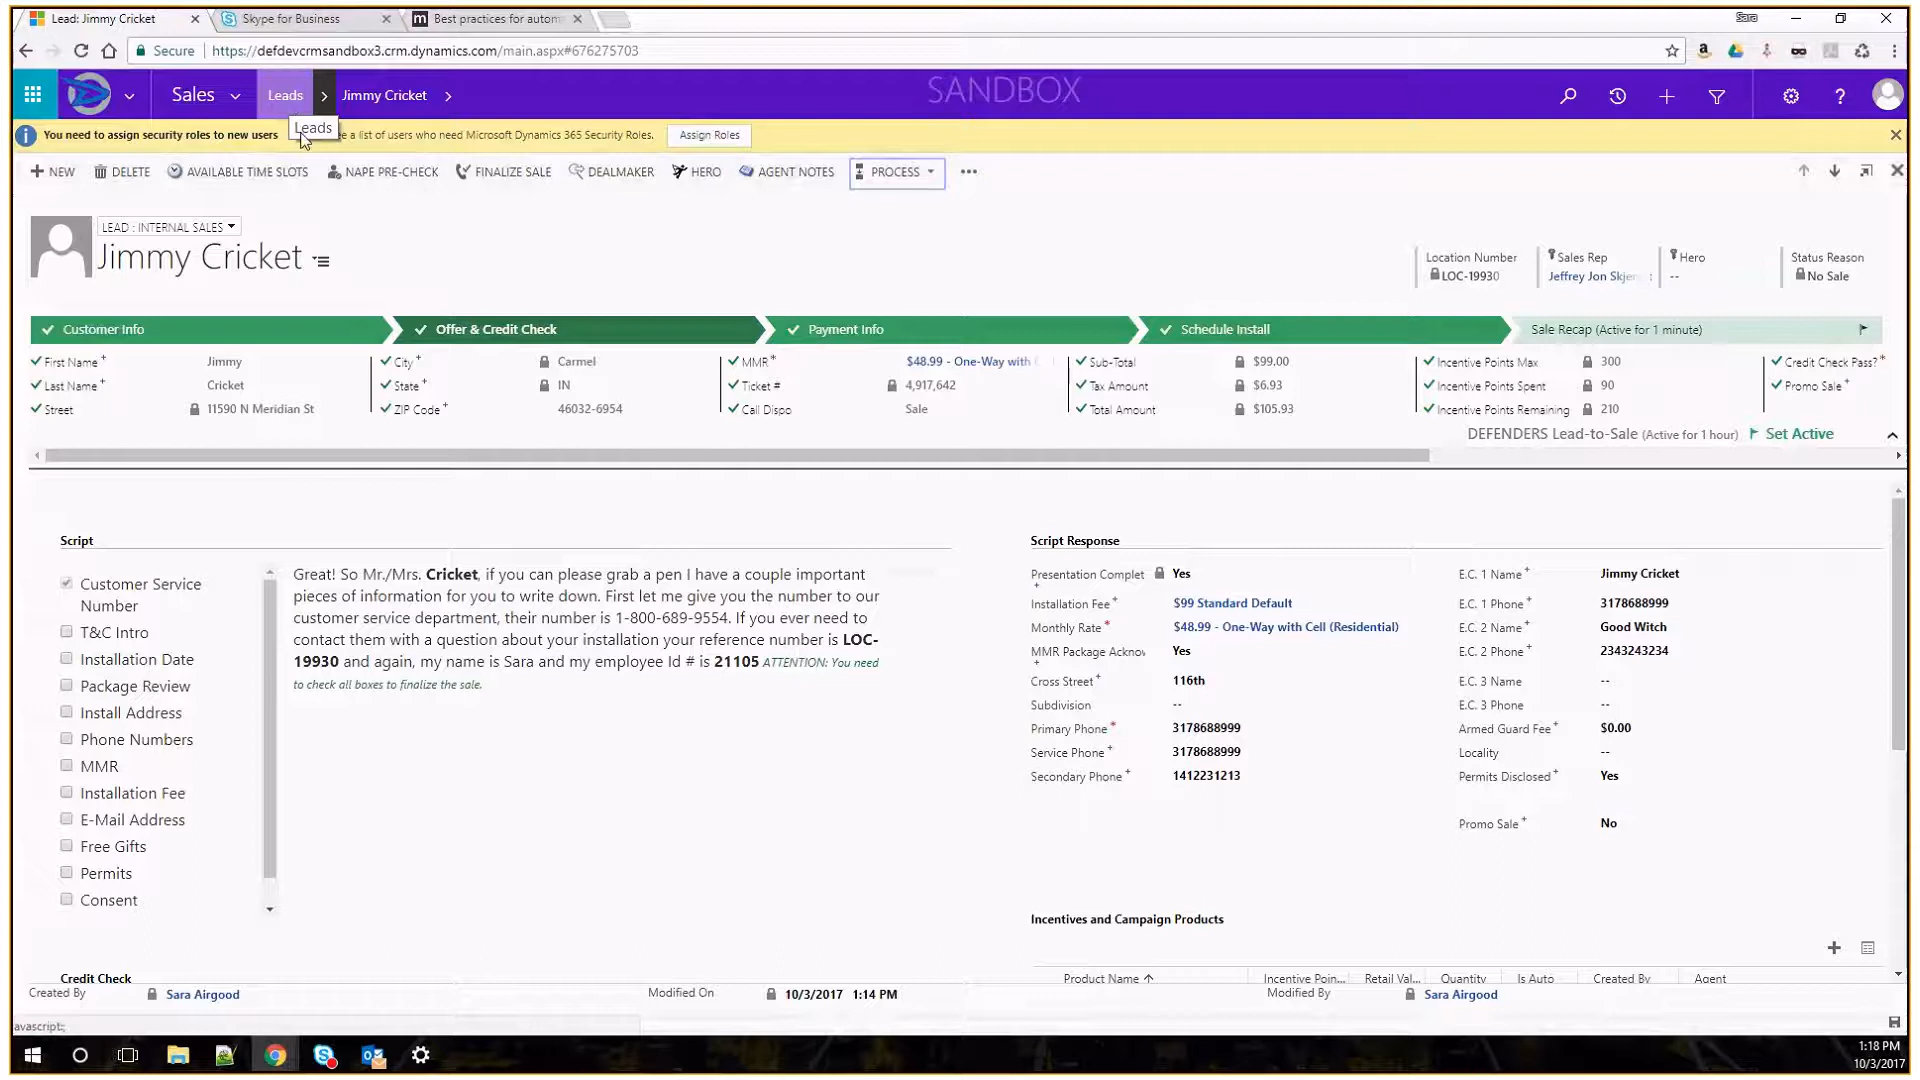 Lead: Jimmy Cricket
Skype for Business
Best practices for autom
Sara
Secure
https://defdevcrmsandbox3.crm.dynamics.com/main.aspx#676275703
Sales
Leads
Jimmy Cricket
SANDBOX
You need to assign security roles to new users
Leads
e a list of users who need Microsoft Dynamics 365 Security Roles.
Assign Roles
NEW
DELETE
AVAILABLE TIME SLOTS
NAPE PRE-CHECK
FINALIZE SALE
DEALMAKER
HERO
AGENT NOTES
PROCESS
LEAD : INTERNAL SALES
Jimmy Cricket
Location Number
LOC-19930
Sales Rep
Jeffrey Jon Skjer
Hero
--
Status Reason
No Sale
Customer Info
Offer & Credit Check
Payment Info
Schedule Install
Sale Recap (Active for 1 minute)
First Name+ Jimmy
Last Name+ Cricket
Street 11590 N Meridian St
City+ Carmel
State+ IN
ZIP Code+ 46032-6954
MMR* $48.99 - One-Way with
Ticket # 4,917,642
Call Dispo Sale
Sub-Total $99.00
Tax Amount $6.93
Total Amount $105.93
Incentive Points Max 300
Incentive Points Spent 90
Incentive Points Remaining 210
Credit Check Pass?*
Promo Sale+
DEFENDERS Lead-to-Sale (Active for 1 hour) Set Active
Script
Customer Service
Number
T&C Intro
Installation Date
Package Review
Install Address
Phone Numbers
MMR
Installation Fee
E-Mail Address
Free Gifts
Permits
Consent
Great! So Mr./Mrs. Cricket, if you can please grab a pen I have a couple important
pieces of information for you to write down. First let me give you the number to our
customer service department, their number is 1-800-689-9554. If you ever need to
contact them with a question about your installation your reference number is LOC-
19930 and again, my name is Sara and my employee Id # is 21105 ATTENTION: You need
to check all boxes to finalize the sale.
Script Response
Presentation Complet+ Yes
Installation Fee+ $99 Standard Default
Monthly Rate* $48.99 - One-Way with Cell (Residential)
MMR Package Acknov+ Yes
Cross Street+ 116th
Subdivision --
Primary Phone* 3178688999
Service Phone+ 3178688999
Secondary Phone+ 1412231213
E.C. 1 Name+ Jimmy Cricket
E.C. 1 Phone+ 3178688999
E.C. 2 Name+ Good Witch
E.C. 2 Phone+ 2343243234
E.C. 3 Name --
E.C. 3 Phone --
Armed Guard Fee+ $0.00
Locality --
Permits Disclosed+ Yes
Promo Sale+ No
Incentives and Campaign Products
Product Name
Incentive Poin...
Retail Val...
Quantity
Is Auto
Created By
Agent
Credit Check
Created By Sara Airgood
Modified On 10/3/2017 1:14 PM
Modified By Sara Airgood
avascript:;
1:18 PM
10/3/2017